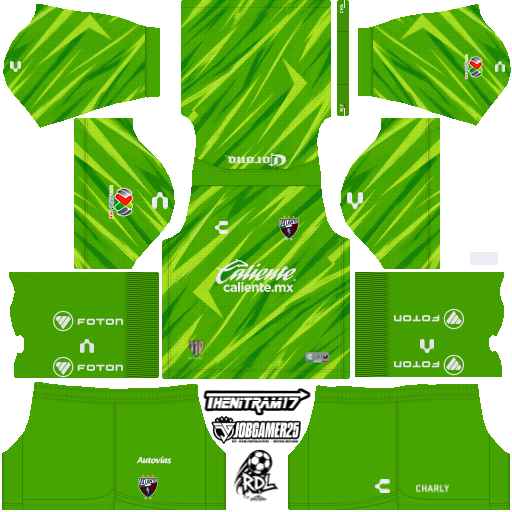 Corona
Caliente
caliente.mx
FOTON
FOTON
FOTON
FOTON
THENITRAM17
JOBGAMER25
RDL
Autovías
CHARLY